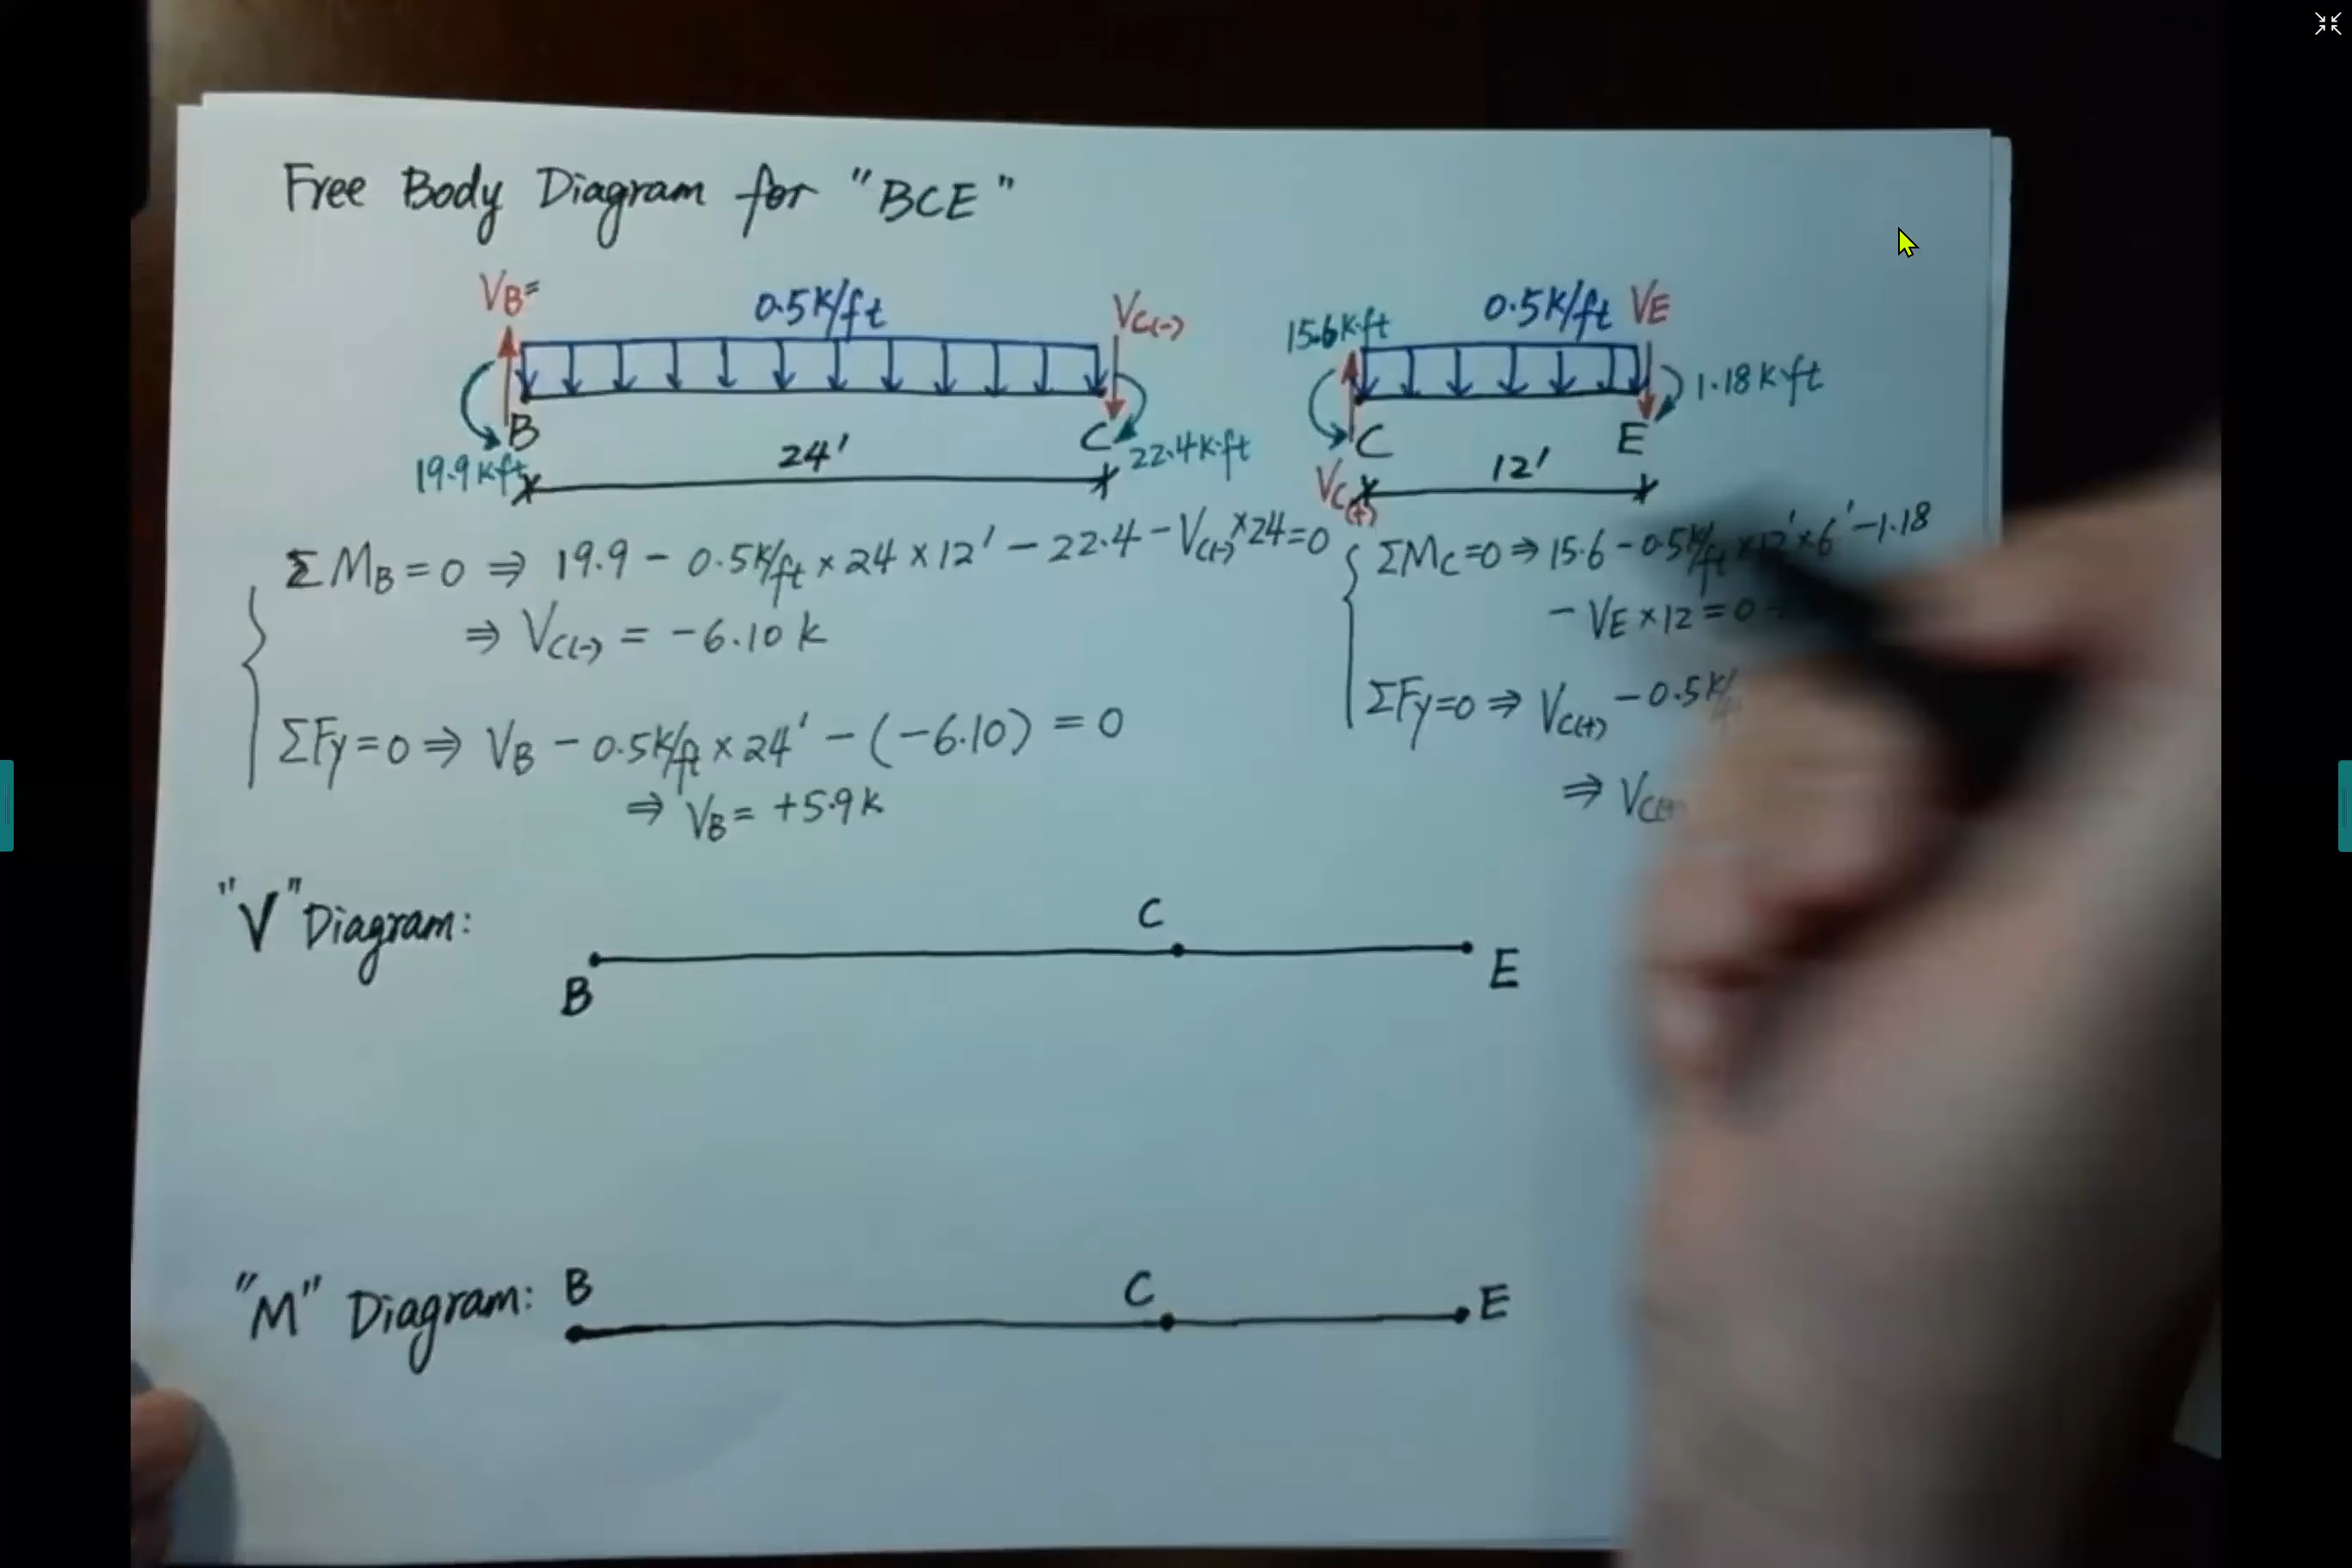 Free Body Diagram for "BCE"
VB=
0.5K/ft
VC(-)
15.6K·ft
0.5K/ft
VE
1.18 K·ft
B
C
C
E
19.9 K·ft
24'
22.4K·ft
VC(+)
12'
ΣMB=0 ⇒ 19.9 - 0.5K/ft × 24 × 12' - 22.4 - VC(-) × 24=0
⇒ VC(-) = -6.10 K
ΣFy=0 ⇒ VB - 0.5K/ft × 24' - (-6.10) = 0
⇒ VB= +5.9K
ΣMC=0 ⇒ 15.6 - 0.5K/ft × 12' × 6' - 1.18
- VE × 12 = 0
ΣFy=0 ⇒ VC(+) - 0.5K/
⇒ VC(+)
"V" Diagram:
B
C
E
"M" Diagram:
B
C
E